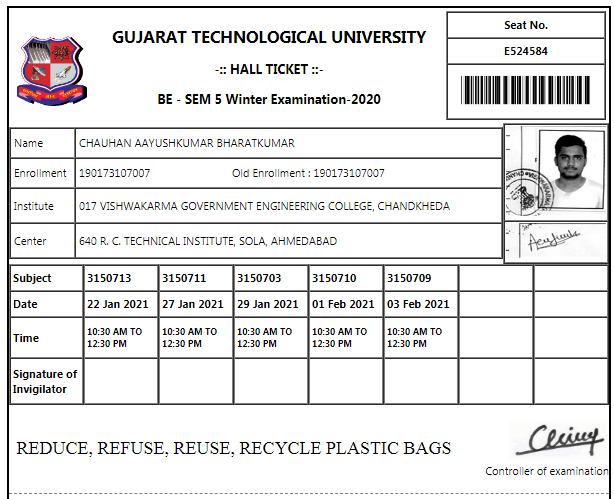 GUJARAT TECHNOLOGICAL UNIVERSITY
-:: HALL TICKET ::-
BE - SEM 5 Winter Examination-2020
Seat No.
E524584
Name CHAUHAN AAYUSHKUMAR BHARATKUMAR
Enrollment 190173107007 Old Enrollment : 190173107007
Institute 017 VISHWAKARMA GOVERNMENT ENGINEERING COLLEGE, CHANDKHEDA
Center 640 R. C. TECHNICAL INSTITUTE, SOLA, AHMEDABAD
Subject 3150713 3150711 3150703 3150710 3150709
Date 22 Jan 2021 27 Jan 2021 29 Jan 2021 01 Feb 2021 03 Feb 2021
Time 10:30 AM TO 10:30 AM TO 10:30 AM TO 10:30 AM TO 10:30 AM TO
12:30 PM 12:30 PM 12:30 PM 12:30 PM 12:30 PM
Signature of
Invigilator
REDUCE, REFUSE, REUSE, RECYCLE PLASTIC BAGS
Controller of examination